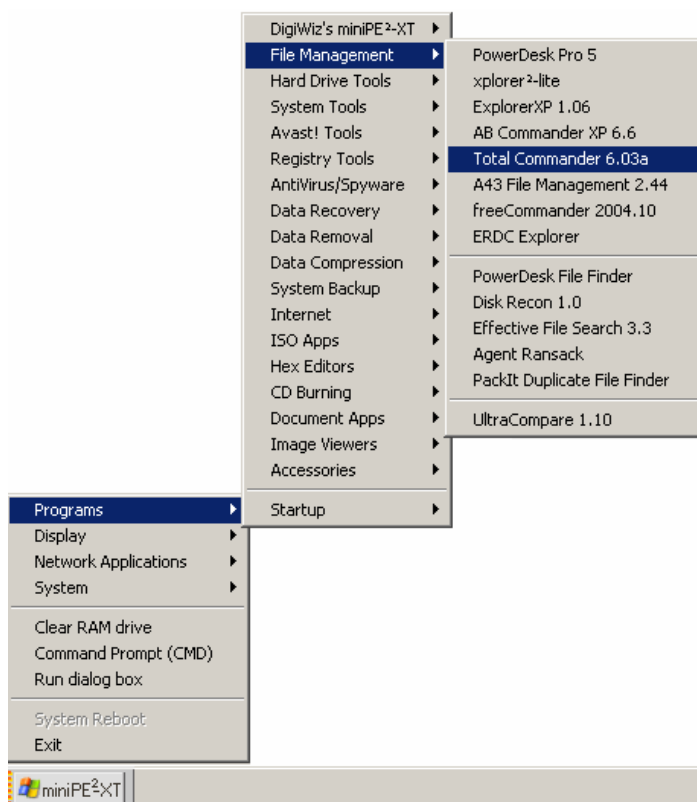 DigiWiz's miniPE²-XT
File Management
Hard Drive Tools
System Tools
Avast! Tools
Registry Tools
AntiVirus/Spyware
Data Recovery
Data Removal
Data Compression
System Backup
Internet
ISO Apps
Hex Editors
CD Burning
Document Apps
Image Viewers
Accessories
Startup
PowerDesk Pro 5
xplorer²-lite
ExplorerXP 1.06
AB Commander XP 6.6
Total Commander 6.03a
A43 File Management 2.44
freeCommander 2004.10
ERDC Explorer
PowerDesk File Finder
Disk Recon 1.0
Effective File Search 3.3
Agent Ransack
PackIt Duplicate File Finder
UltraCompare 1.10
Programs
Display
Network Applications
System
Clear RAM drive
Command Prompt (CMD)
Run dialog box
System Reboot
Exit
miniPE²XT